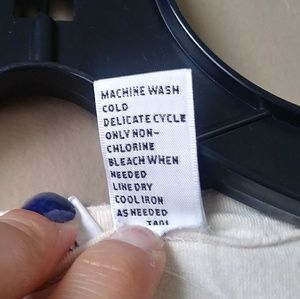 MACHINE WASH
COLD
DELICATE CYCLE
ONLY NON-
CHLORINE
BLEACH WHEN
NEEDED
LINE DRY
COOL IRON
AS NEEDED